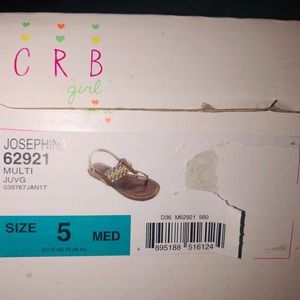 C R B
girl
JOSEPHINA
62921
MULTI
JUVG
039767JAN17
D36 M62921 560
SIZE 5 MED
4 895188 516124